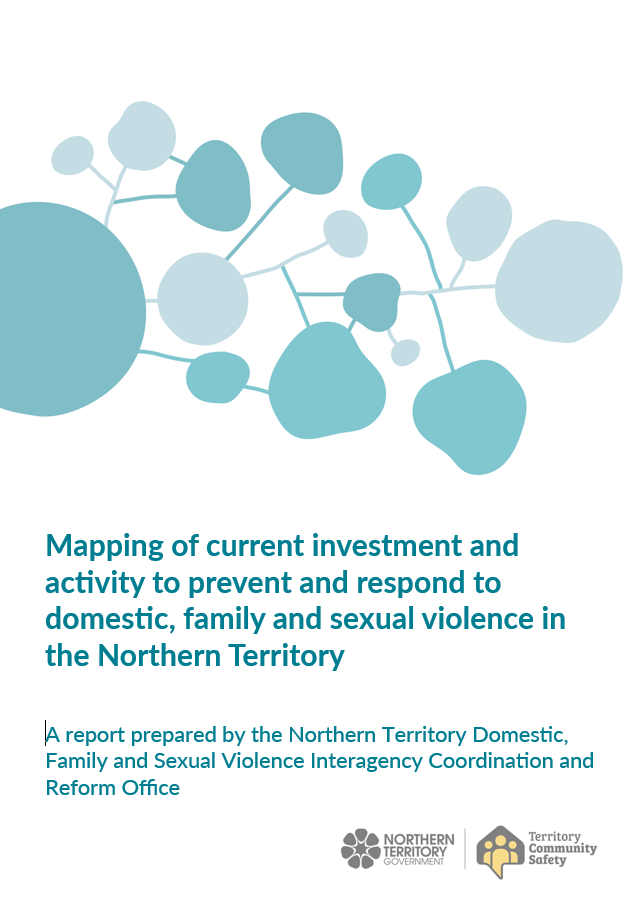 Mapping of current investment and
activity to prevent and respond to
domestic, family and sexual violence in
the Northern Territory
A report prepared by the Northern Territory Domestic,
Family and Sexual Violence Interagency Coordination and
Reform Office
NORTHERN
TERRITORY
GOVERNMENT
Territory
Community
Safety